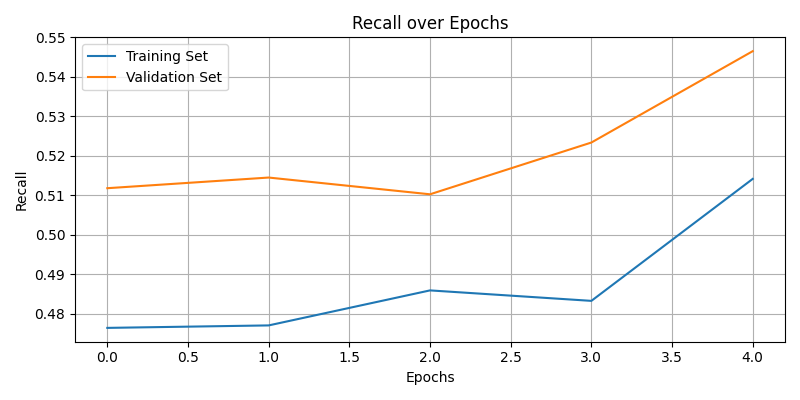 Recall over Epochs
Training Set
Validation Set
0.55
0.54
0.53
0.52
0.51
0.50
0.49
0.48
Recall
0.0 0.5 1.0 1.5 2.0 2.5 3.0 3.5 4.0
Epochs